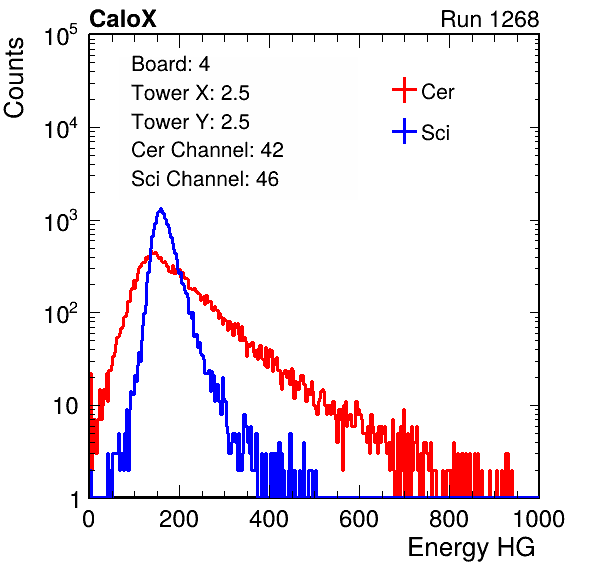 CaloX Run 1268
10^5
Counts
Board: 4
Tower X: 2.5
Tower Y: 2.5
Cer Channel: 42
Sci Channel: 46
Cer
Sci
10^4
10^3
10^2
10
1
0 200 400 600 800 1000
Energy HG